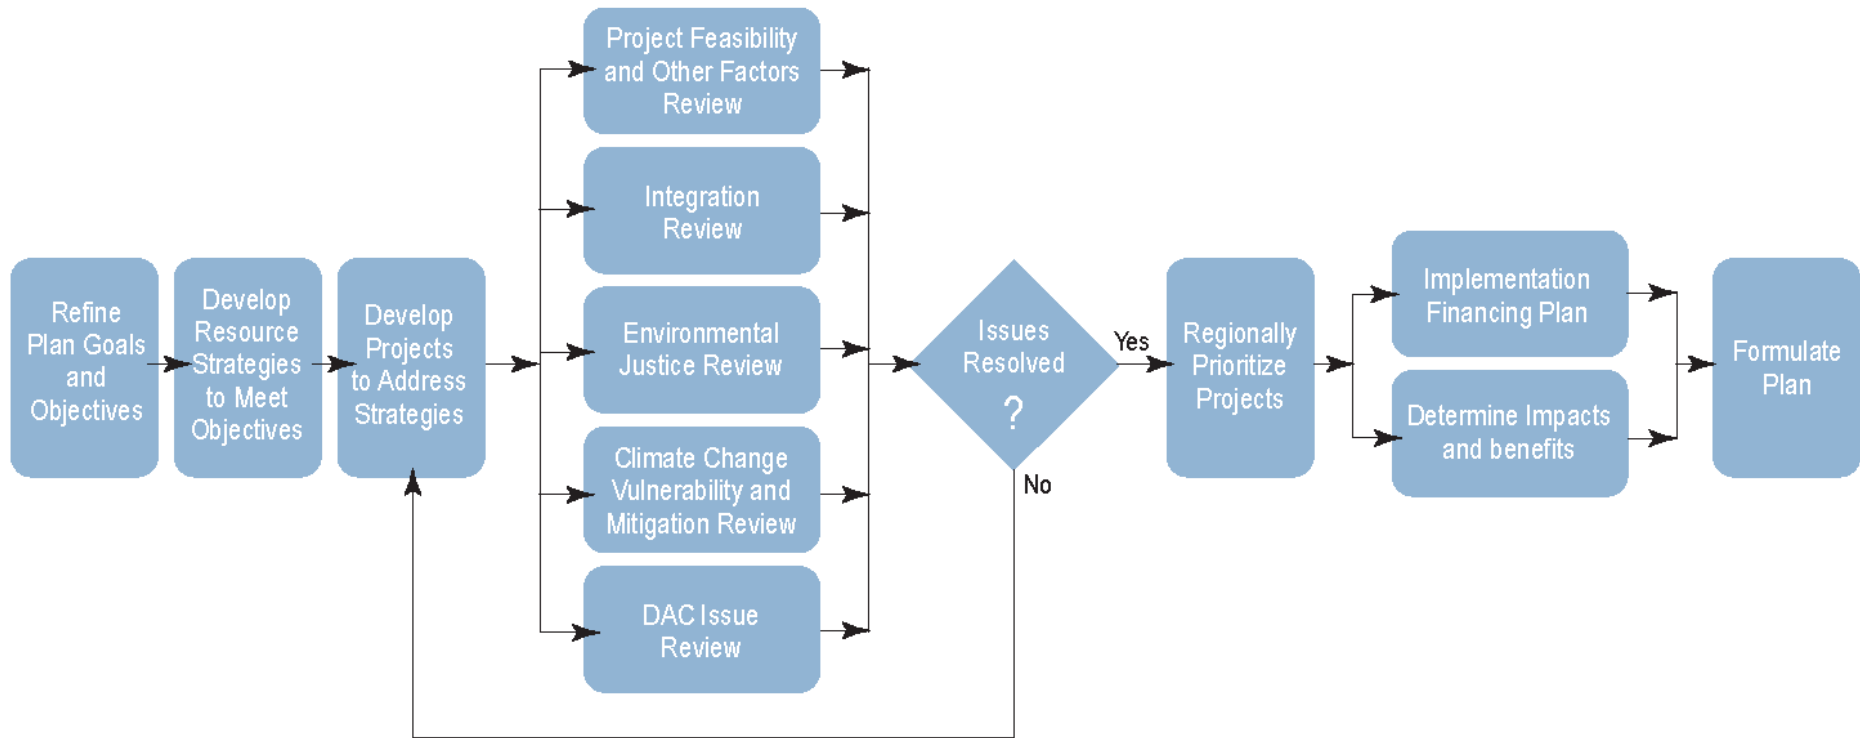 Refine
Plan Goals
and
Objectives
Develop
Resource
Strategies
to Meet
Objectives
Develop
Projects
to Address
Strategies
Project Feasibility
and Other Factors
Review
Integration
Review
Environmental
Justice Review
Climate Change
Vulnerability and
Mitigation Review
DAC Issue
Review
Issues
Resolved
?
Yes
No
Regionally
Prioritize
Projects
Implementation
Financing Plan
Determine Impacts
and benefits
Formulate
Plan